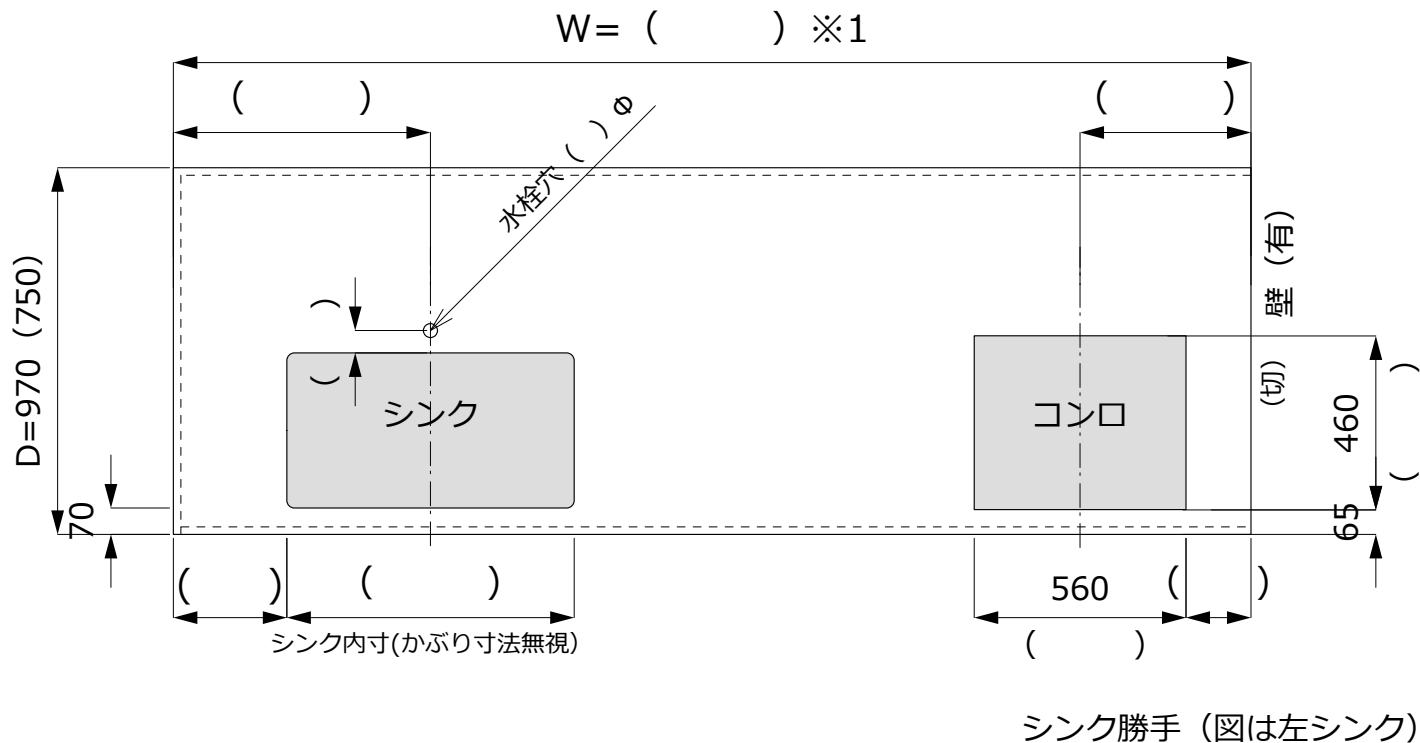 W=（　　　）※1
（　　　）
（　　　）
水栓穴（　）Φ
D=970（750）
壁（有）
(切)
（　）
シンク
コンロ
460
（　　　）
70
65
（　　）
（　　　）
560
（　　）
シンク内寸(かぶり寸法無視）
（　　　）
シンク勝手（図は左シンク）